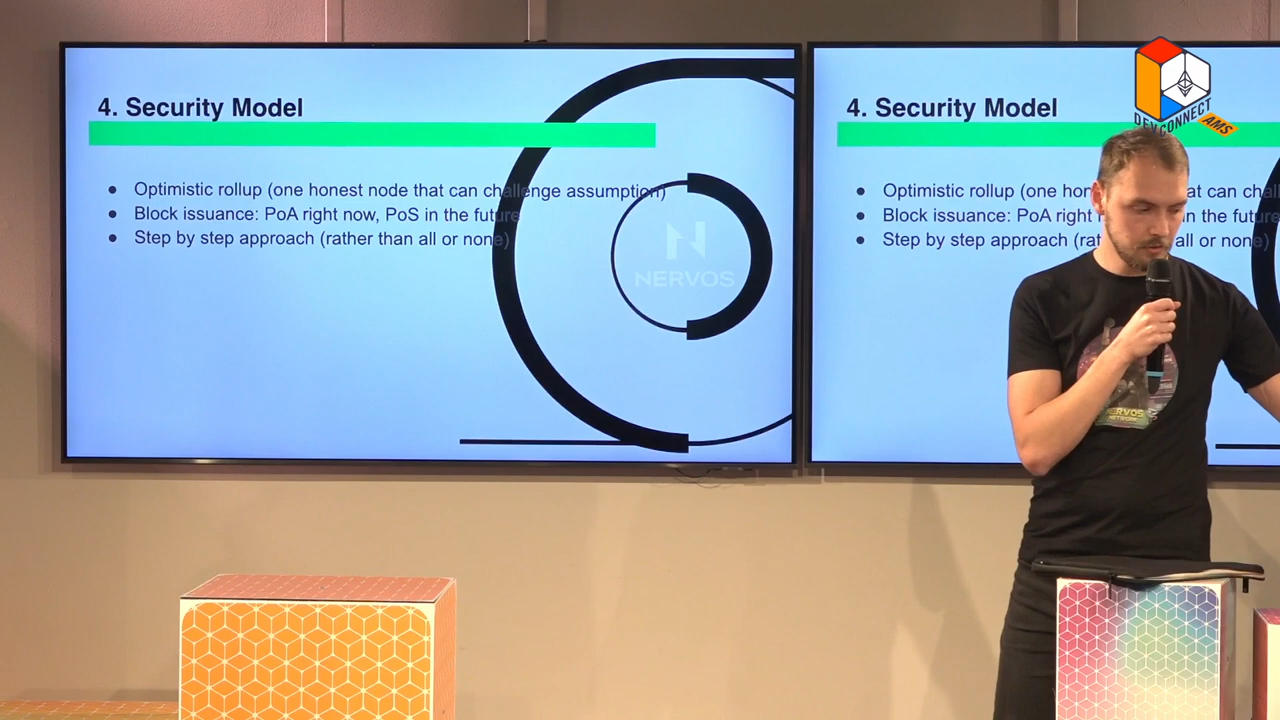 4. Security Model
● Optimistic rollup (one honest node that can challenge assumption)
● Block issuance: PoA right now, PoS in the future
● Step by step approach (rather than all or none)
NERVOS
4. Security Model
● Optimistic rollup (one hon at can chall
● Block issuance: PoA right n the future
● Step by step approach (rat all or none)
DEVCONNECT
AMS
NERVOS
NETWORK